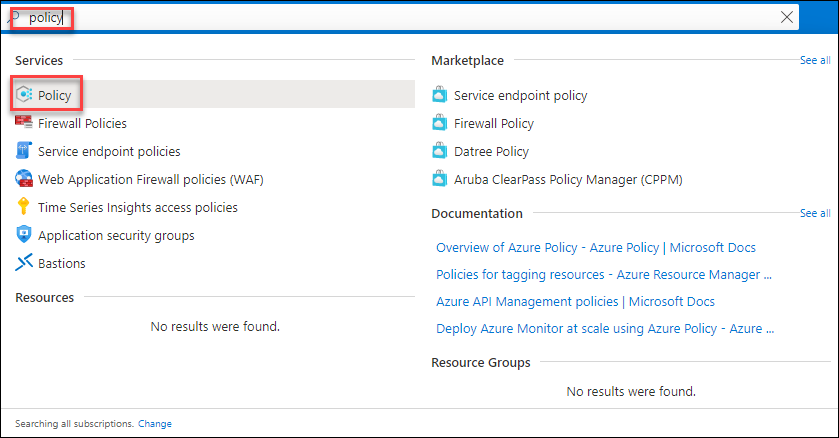 policy
Services
Policy
Firewall Policies
Service endpoint policies
Web Application Firewall policies (WAF)
Time Series Insights access policies
Application security groups
Bastions
Resources
No results were found.
Marketplace
See all
Service endpoint policy
Firewall Policy
Datree Policy
Aruba ClearPass Policy Manager (CPPM)
Documentation
See all
Overview of Azure Policy - Azure Policy | Microsoft Docs
Policies for tagging resources - Azure Resource Manager ...
Azure API Management policies | Microsoft Docs
Deploy Azure Monitor at scale using Azure Policy - Azure ...
Resource Groups
No results were found.
Searching all subscriptions. Change